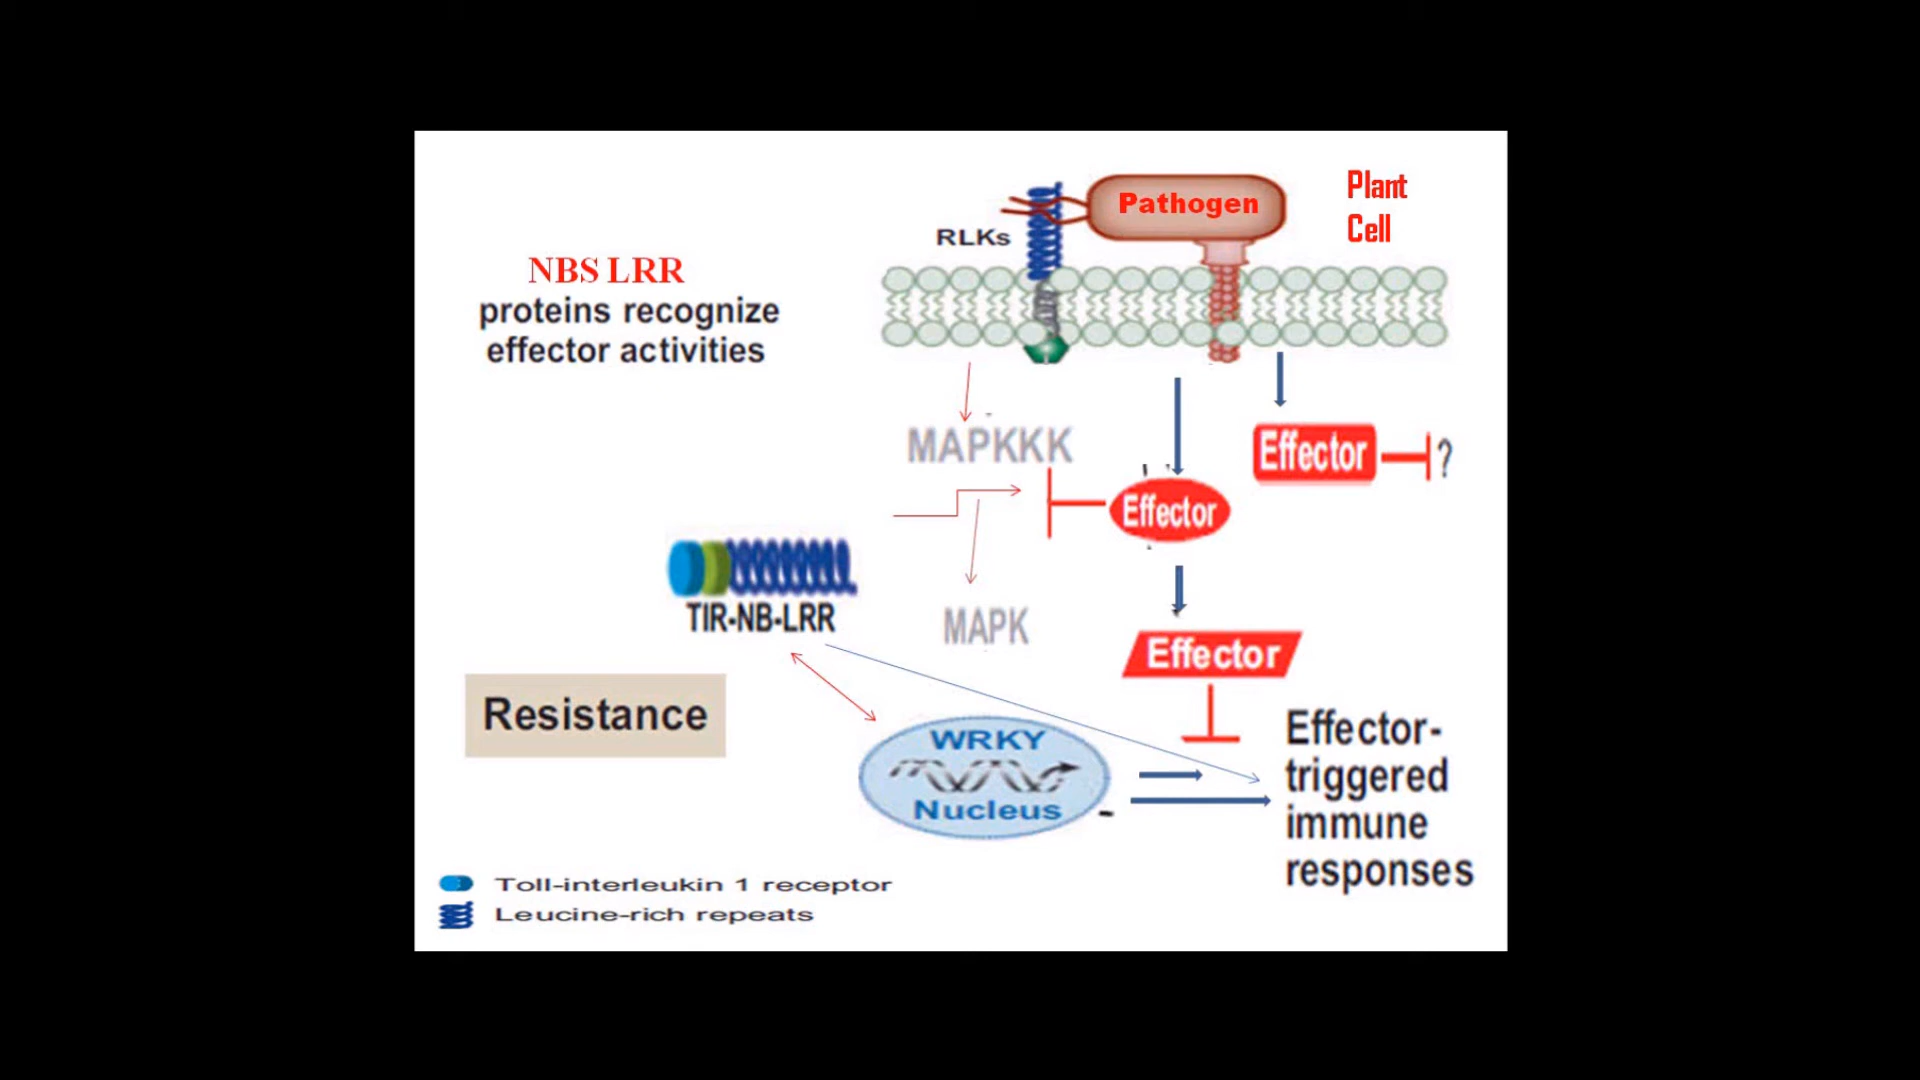 Plant
Cell
Pathogen
RLKs
NBS LRR
proteins recognize
effector activities
MAPKKK
Effector
?
Effector
TIR-NB-LRR
MAPK
Effector
Resistance
WRKY
Nucleus
Effector-
triggered
immune
responses
Toll-interleukin 1 receptor
Leucine-rich repeats